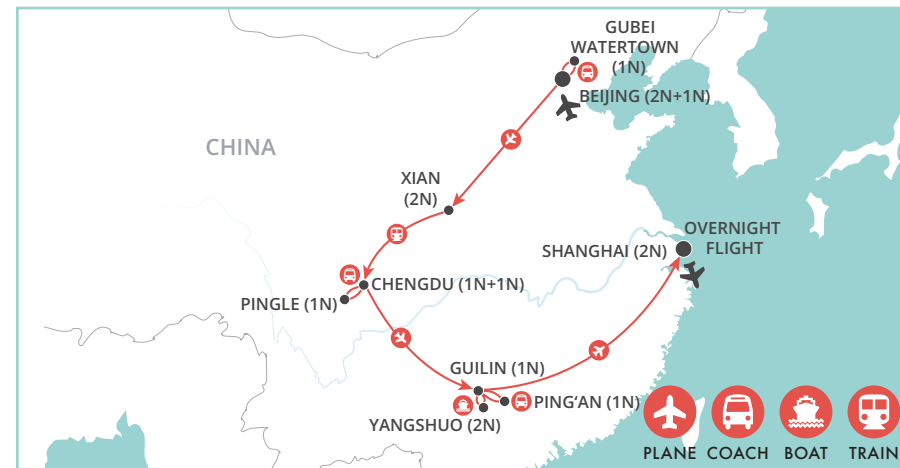 GUBEI
WATERTOWN
(1N)
BEIJING (2N+1N)
CHINA
XIAN
(2N)
OVERNIGHT
FLIGHT
SHANGHAI (2N)
CHENGDU (1N+1N)
PINGLE (1N)
GUILIN (1N)
PING'AN (1N)
YANGSHUO (2N)
PLANE COACH BOAT TRAIN